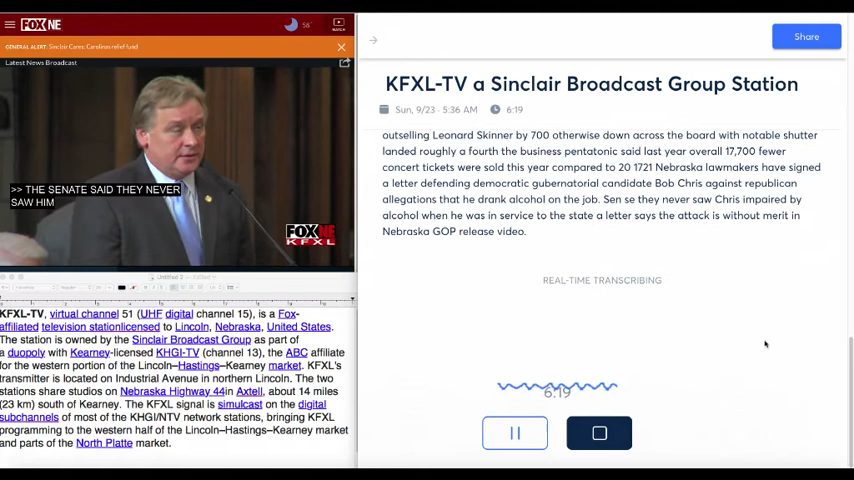 FOX NE
56°
WATCH
GENERAL ALERT: Sinclair Cares: Carolinas relief fund
Latest News Broadcast
>> THE SENATE SAID THEY NEVER
SAW HIM
FOX NE
KFXL
Untitled 2 — Edited
KFXL-TV, virtual channel 51 (UHF digital channel 15), is a Fox-
affiliated television stationlicensed to Lincoln, Nebraska, United States.
The station is owned by the Sinclair Broadcast Group as part of
a duopoly with Kearney-licensed KHGI-TV (channel 13), the ABC affiliate
for the western portion of the Lincoln–Hastings–Kearney market. KFXL's
transmitter is located on Industrial Avenue in northern Lincoln. The two
stations share studios on Nebraska Highway 44in Axtell, about 14 miles
(23 km) south of Kearney. The KFXL signal is simulcast on the digital
subchannels of most of the KHGI/NTV network stations, bringing KFXL
programming to the western half of the Lincoln–Hastings–Kearney market
and parts of the North Platte market.
Share
KFXL-TV a Sinclair Broadcast Group Station
Sun, 9/23 · 5:36 AM 6:19
outselling Leonard Skinner by 700 otherwise down across the board with notable shutter
landed roughly a fourth the business pentatonic said last year overall 17,700 fewer
concert tickets were sold this year compared to 20 1721 Nebraska lawmakers have signed
a letter defending democratic gubernatorial candidate Bob Chris against republican
allegations that he drank alcohol on the job. Sen se they never saw Chris impaired by
alcohol when he was in service to the state a letter says the attack is without merit in
Nebraska GOP release video.
REAL-TIME TRANSCRIBING
6:19